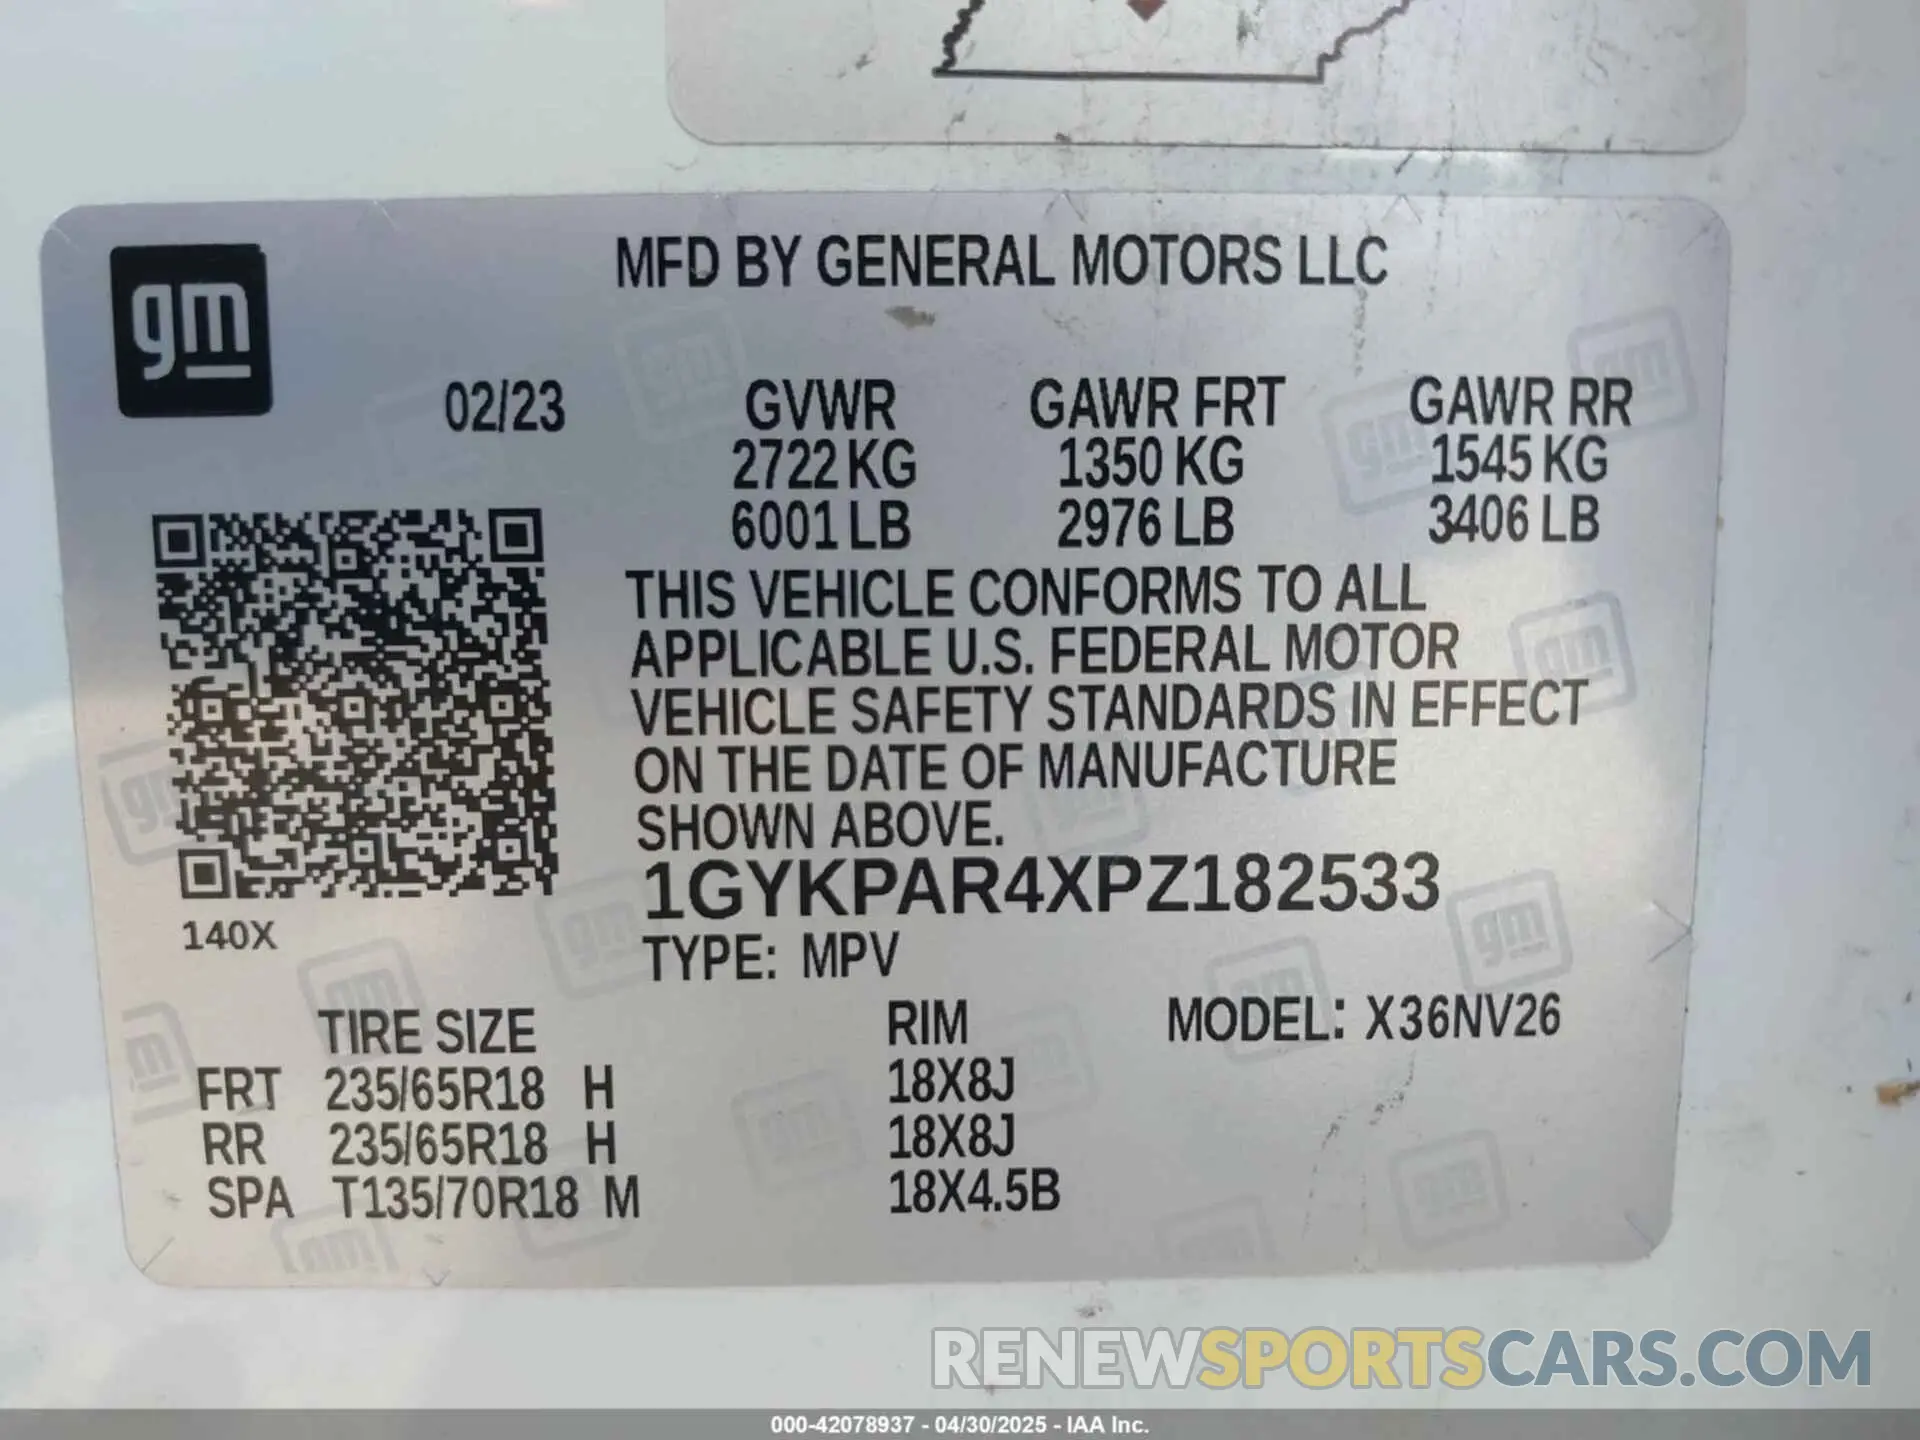 gm
MFD BY GENERAL MOTORS LLC
02/23 GVWR GAWR FRT GAWR RR
2722 KG 1350 KG 1545 KG
6001 LB 2976 LB 3406 LB
THIS VEHICLE CONFORMS TO ALL
APPLICABLE U.S. FEDERAL MOTOR
VEHICLE SAFETY STANDARDS IN EFFECT
ON THE DATE OF MANUFACTURE
SHOWN ABOVE.
1GYKPAR4XPZ182533
140X
TYPE: MPV
TIRE SIZE RIM MODEL: X36NV26
FRT 235/65R18 H 18X8J
RR 235/65R18 H 18X8J
SPA T135/70R18 M 18X4.5B
RENEWSPORTSCARS.COM
000-42078937 - 04/30/2025 - IAA Inc.